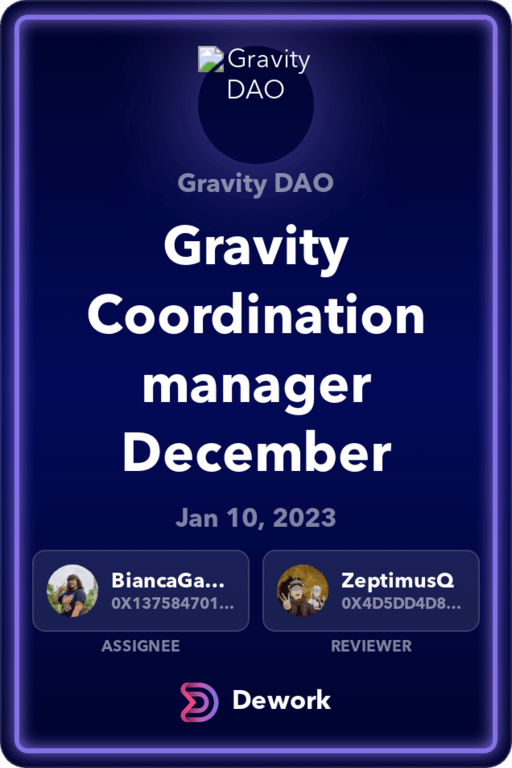 Gravity
DAO
Gravity DAO
Gravity
Coordination
manager
December
Jan 10, 2023
BiancaGa...
0X137584701...
ASSIGNEE
ZeptimusQ
0X4D5DD4D8...
REVIEWER
Dework